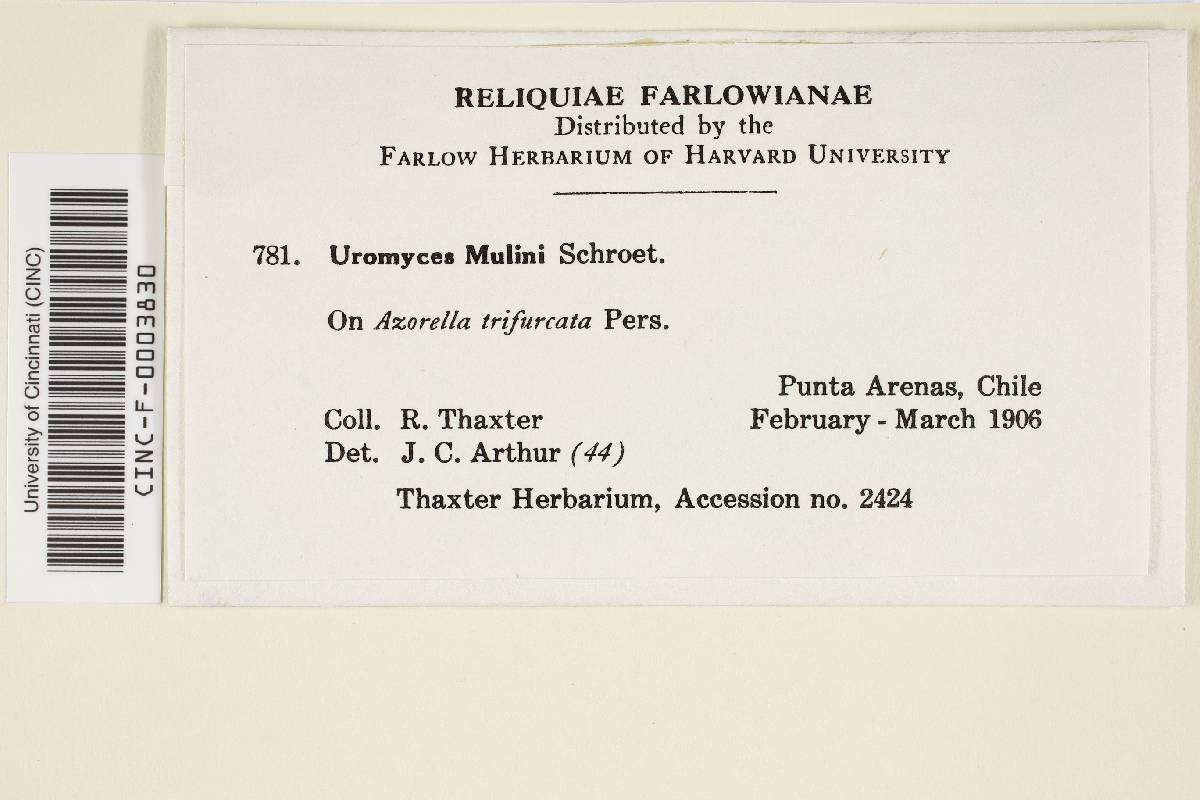 RELIQUIAE FARLOWIANAE
Distributed by the
FARLOW HERBARIUM OF HARVARD UNIVERSITY
781. Uromyces Mulini Schroet.
On Azorella trifurcata Pers.
Punta Arenas, Chile
Coll. R. Thaxter February - March 1906
Det. J. C. Arthur (44)
Thaxter Herbarium, Accession no. 2424
University of Cincinnati (CINC)
CINC-F-0003830